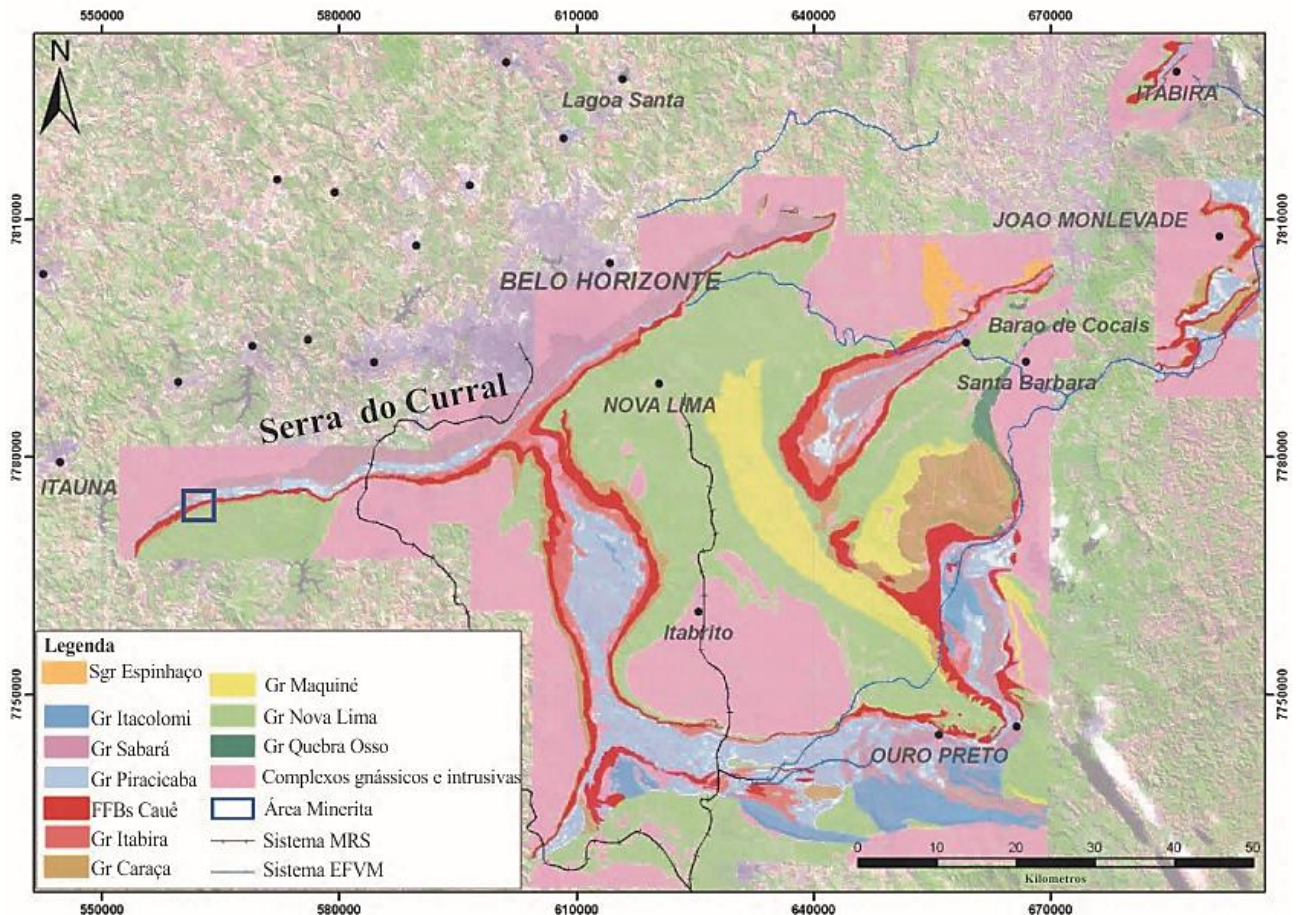 550000 580000 610000 640000 670000
N
Lagoa Santa
ITABIRA
7810000 7810000
JOAO MONLEVADE
BELO HORIZONTE
Barao de Cocais
Santa Barbara
Serra do Curral
NOVA LIMA
7780000 7780000
ITAUNA
Itabrito
7750000 7750000
OURO PRETO
Legenda
Sgr Espinhaço
Gr Itacolomi
Gr Sabará
Gr Piracicaba
FFBs Cauê
Gr Itabira
Gr Caraça
Gr Maquiné
Gr Nova Lima
Gr Quebra Osso
Complexos gnássicos e intrusivas
Área Minerita
Sistema MRS
Sistema EFVM
0 10 20 30 40 50
Kilometros
550000 580000 610000 640000 670000